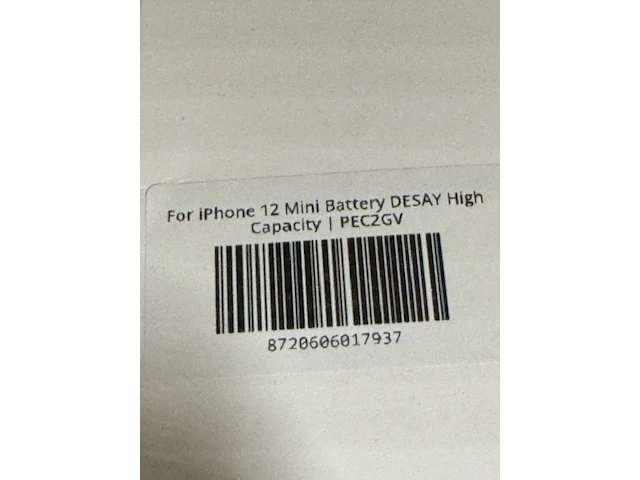 For iPhone 12 Mini Battery DESAY High
Capacity | PEC2GV
8720606017937